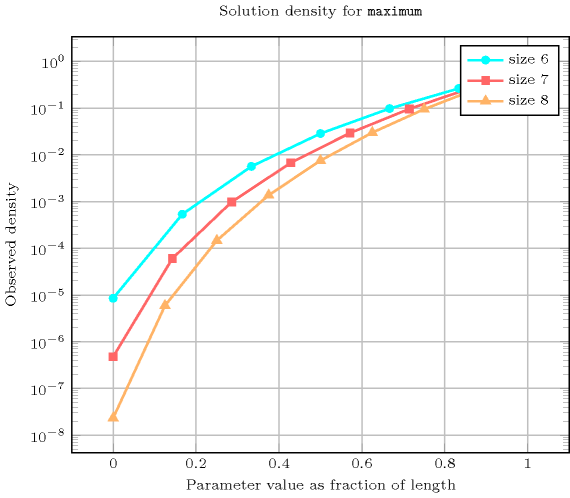 Solution density for maximum
size 6
size 7
size 8
10⁰
10⁻¹
10⁻²
10⁻³
10⁻⁴
10⁻⁵
10⁻⁶
10⁻⁷
10⁻⁸
Observed density
0 0.2 0.4 0.6 0.8 1
Parameter value as fraction of length